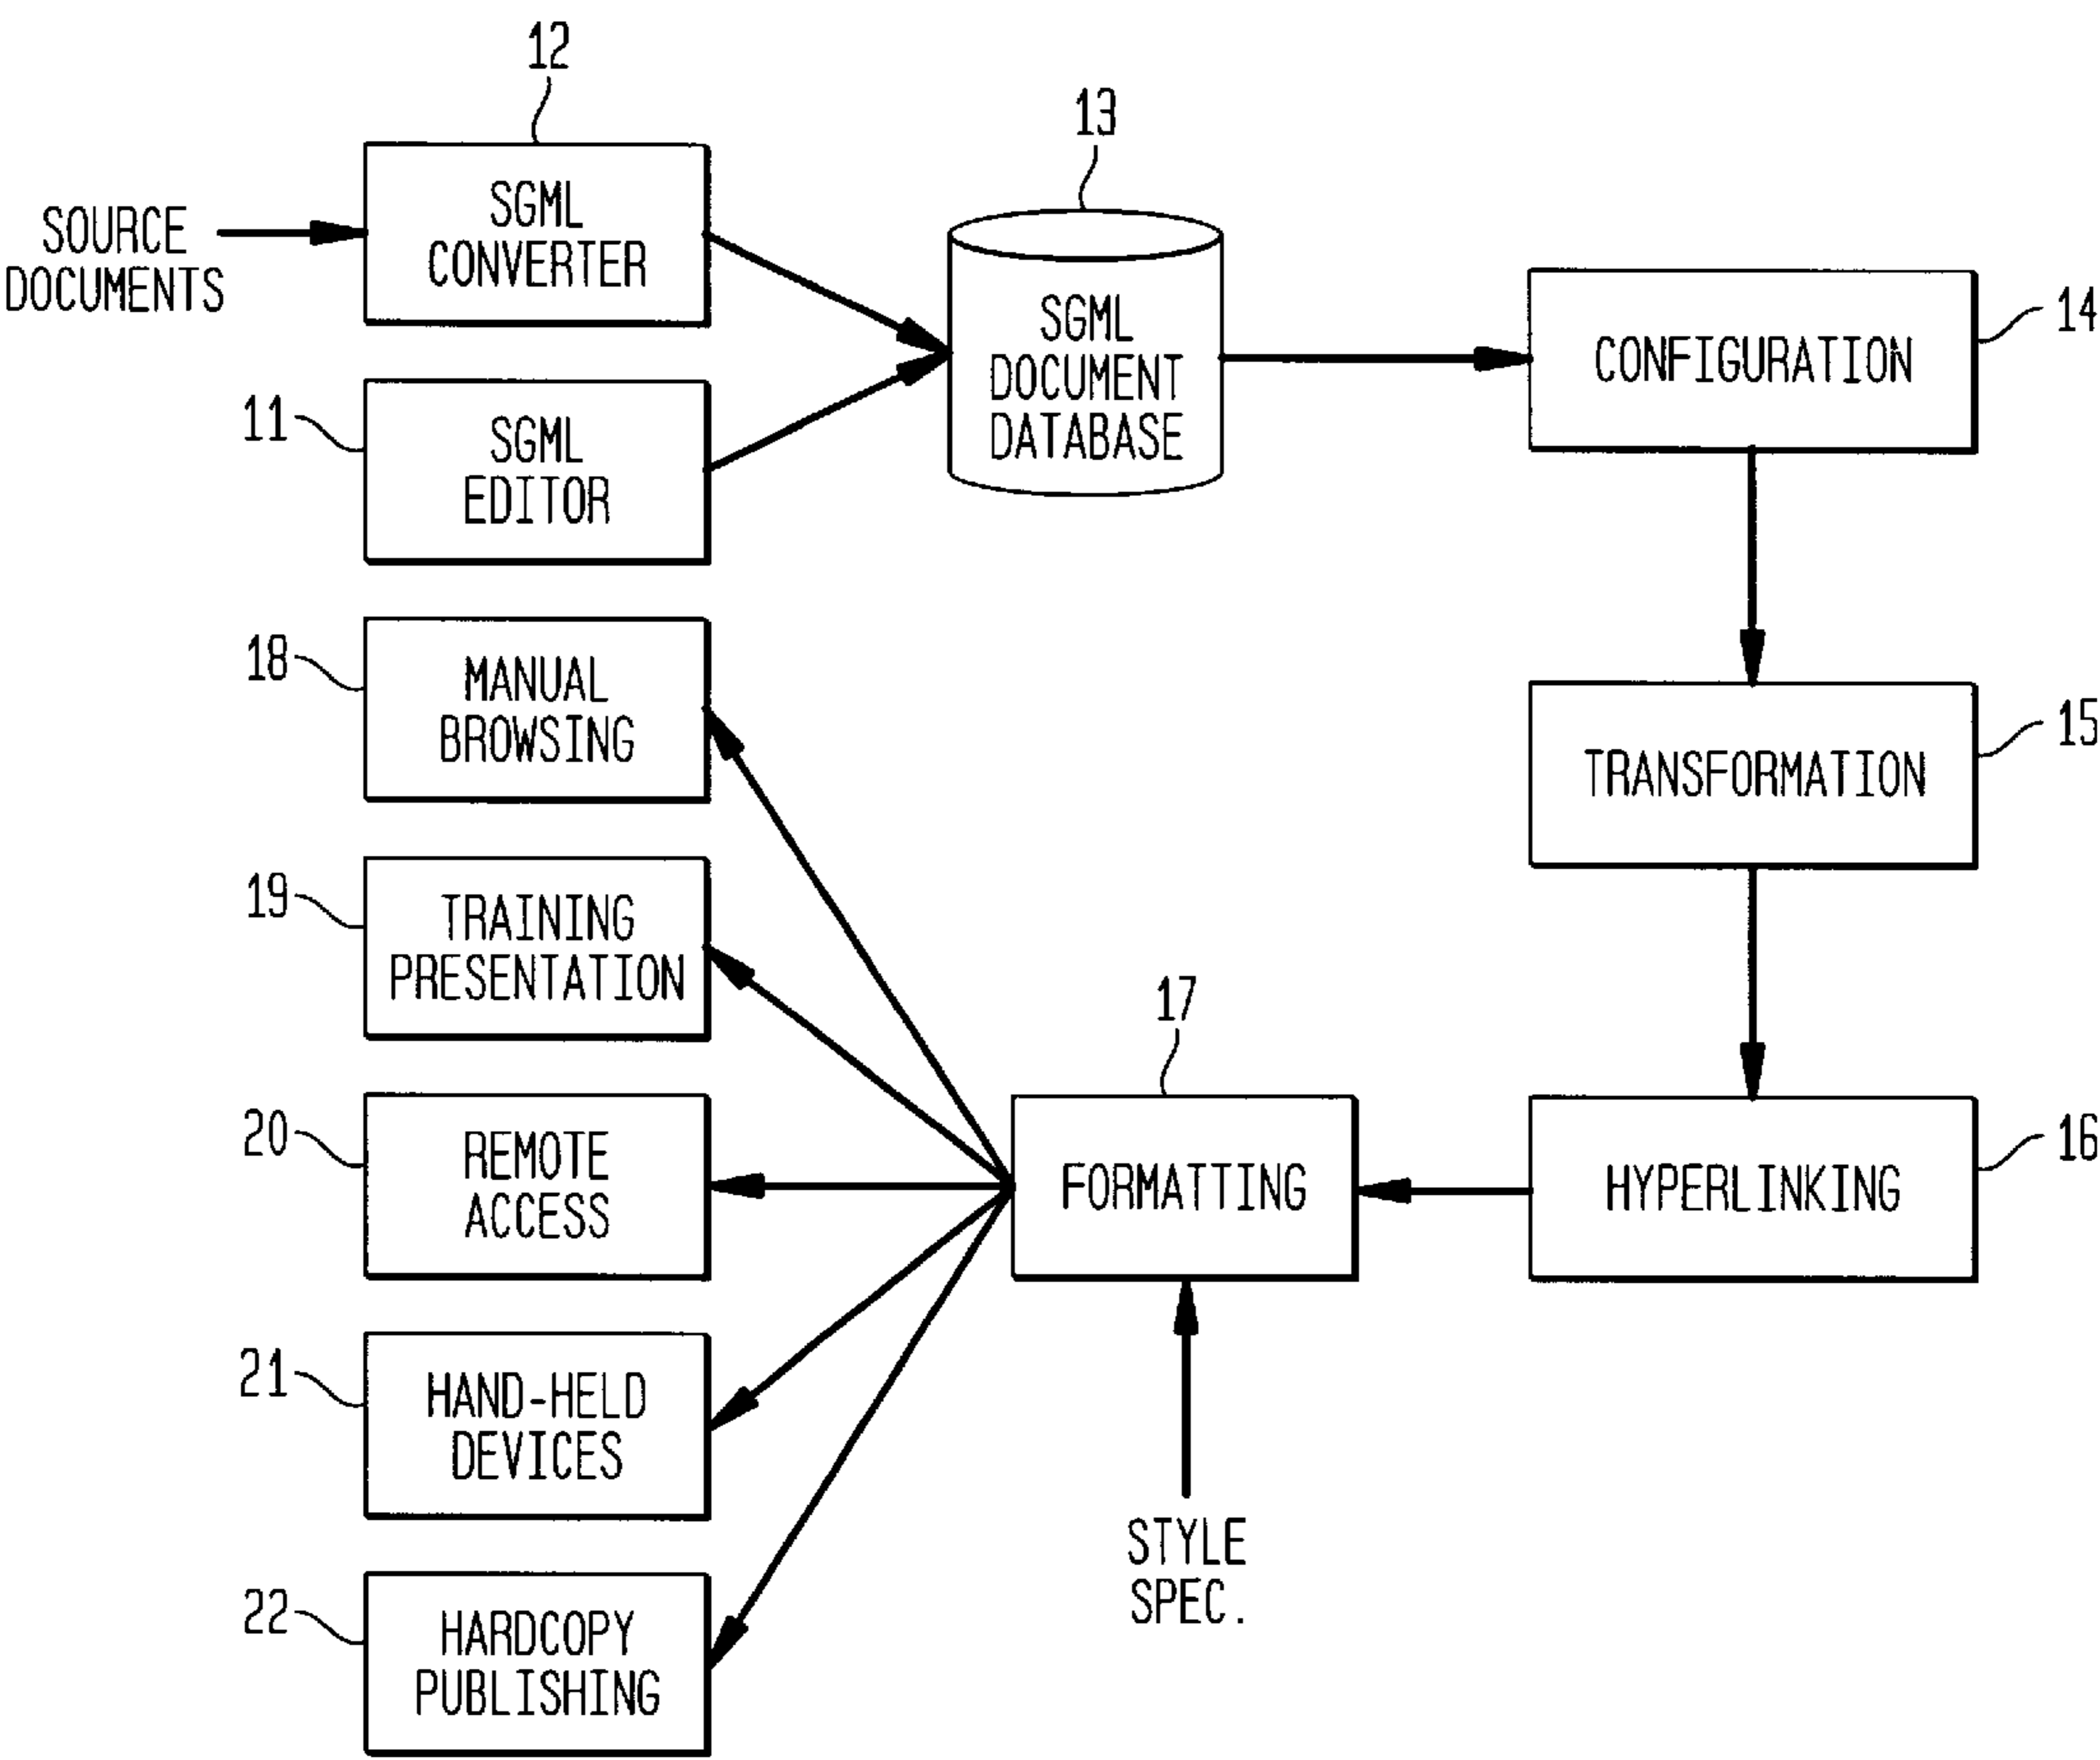 12
13
SOURCE
DOCUMENTS
SGML
CONVERTER
SGML
DOCUMENT
DATABASE
14
CONFIGURATION
11
SGML
EDITOR
18
MANUAL
BROWSING
15
TRANSFORMATION
19
TRAINING
PRESENTATION
17
20
REMOTE
ACCESS
FORMATTING
16
HYPERLINKING
21
HAND-HELD
DEVICES
STYLE
SPEC.
22
HARDCOPY
PUBLISHING